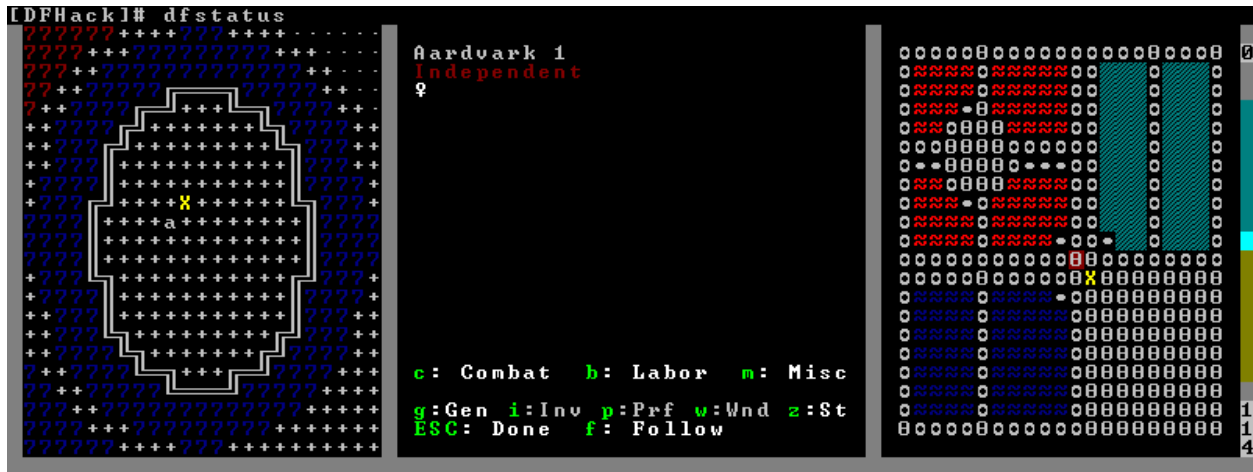 [DFHack]# dfstatus
Aardvark 1
Independent
♀
c: Combat b: Labor m: Misc
g:Gen i:Inv p:Prf w:Wnd z:St
ESC: Done f: Follow